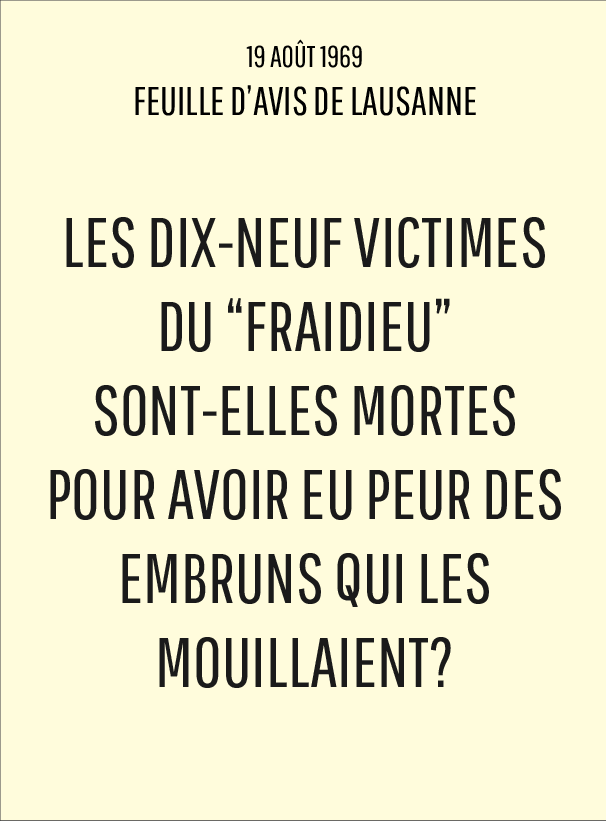 19 AOÛT 1969
FEUILLE D’AVIS DE LAUSANNE
LES DIX-NEUF VICTIMES
DU “FRAIDIEU”
SONT-ELLES MORTES
POUR AVOIR EU PEUR DES
EMBRUNS QUI LES
MOUILLAIENT?